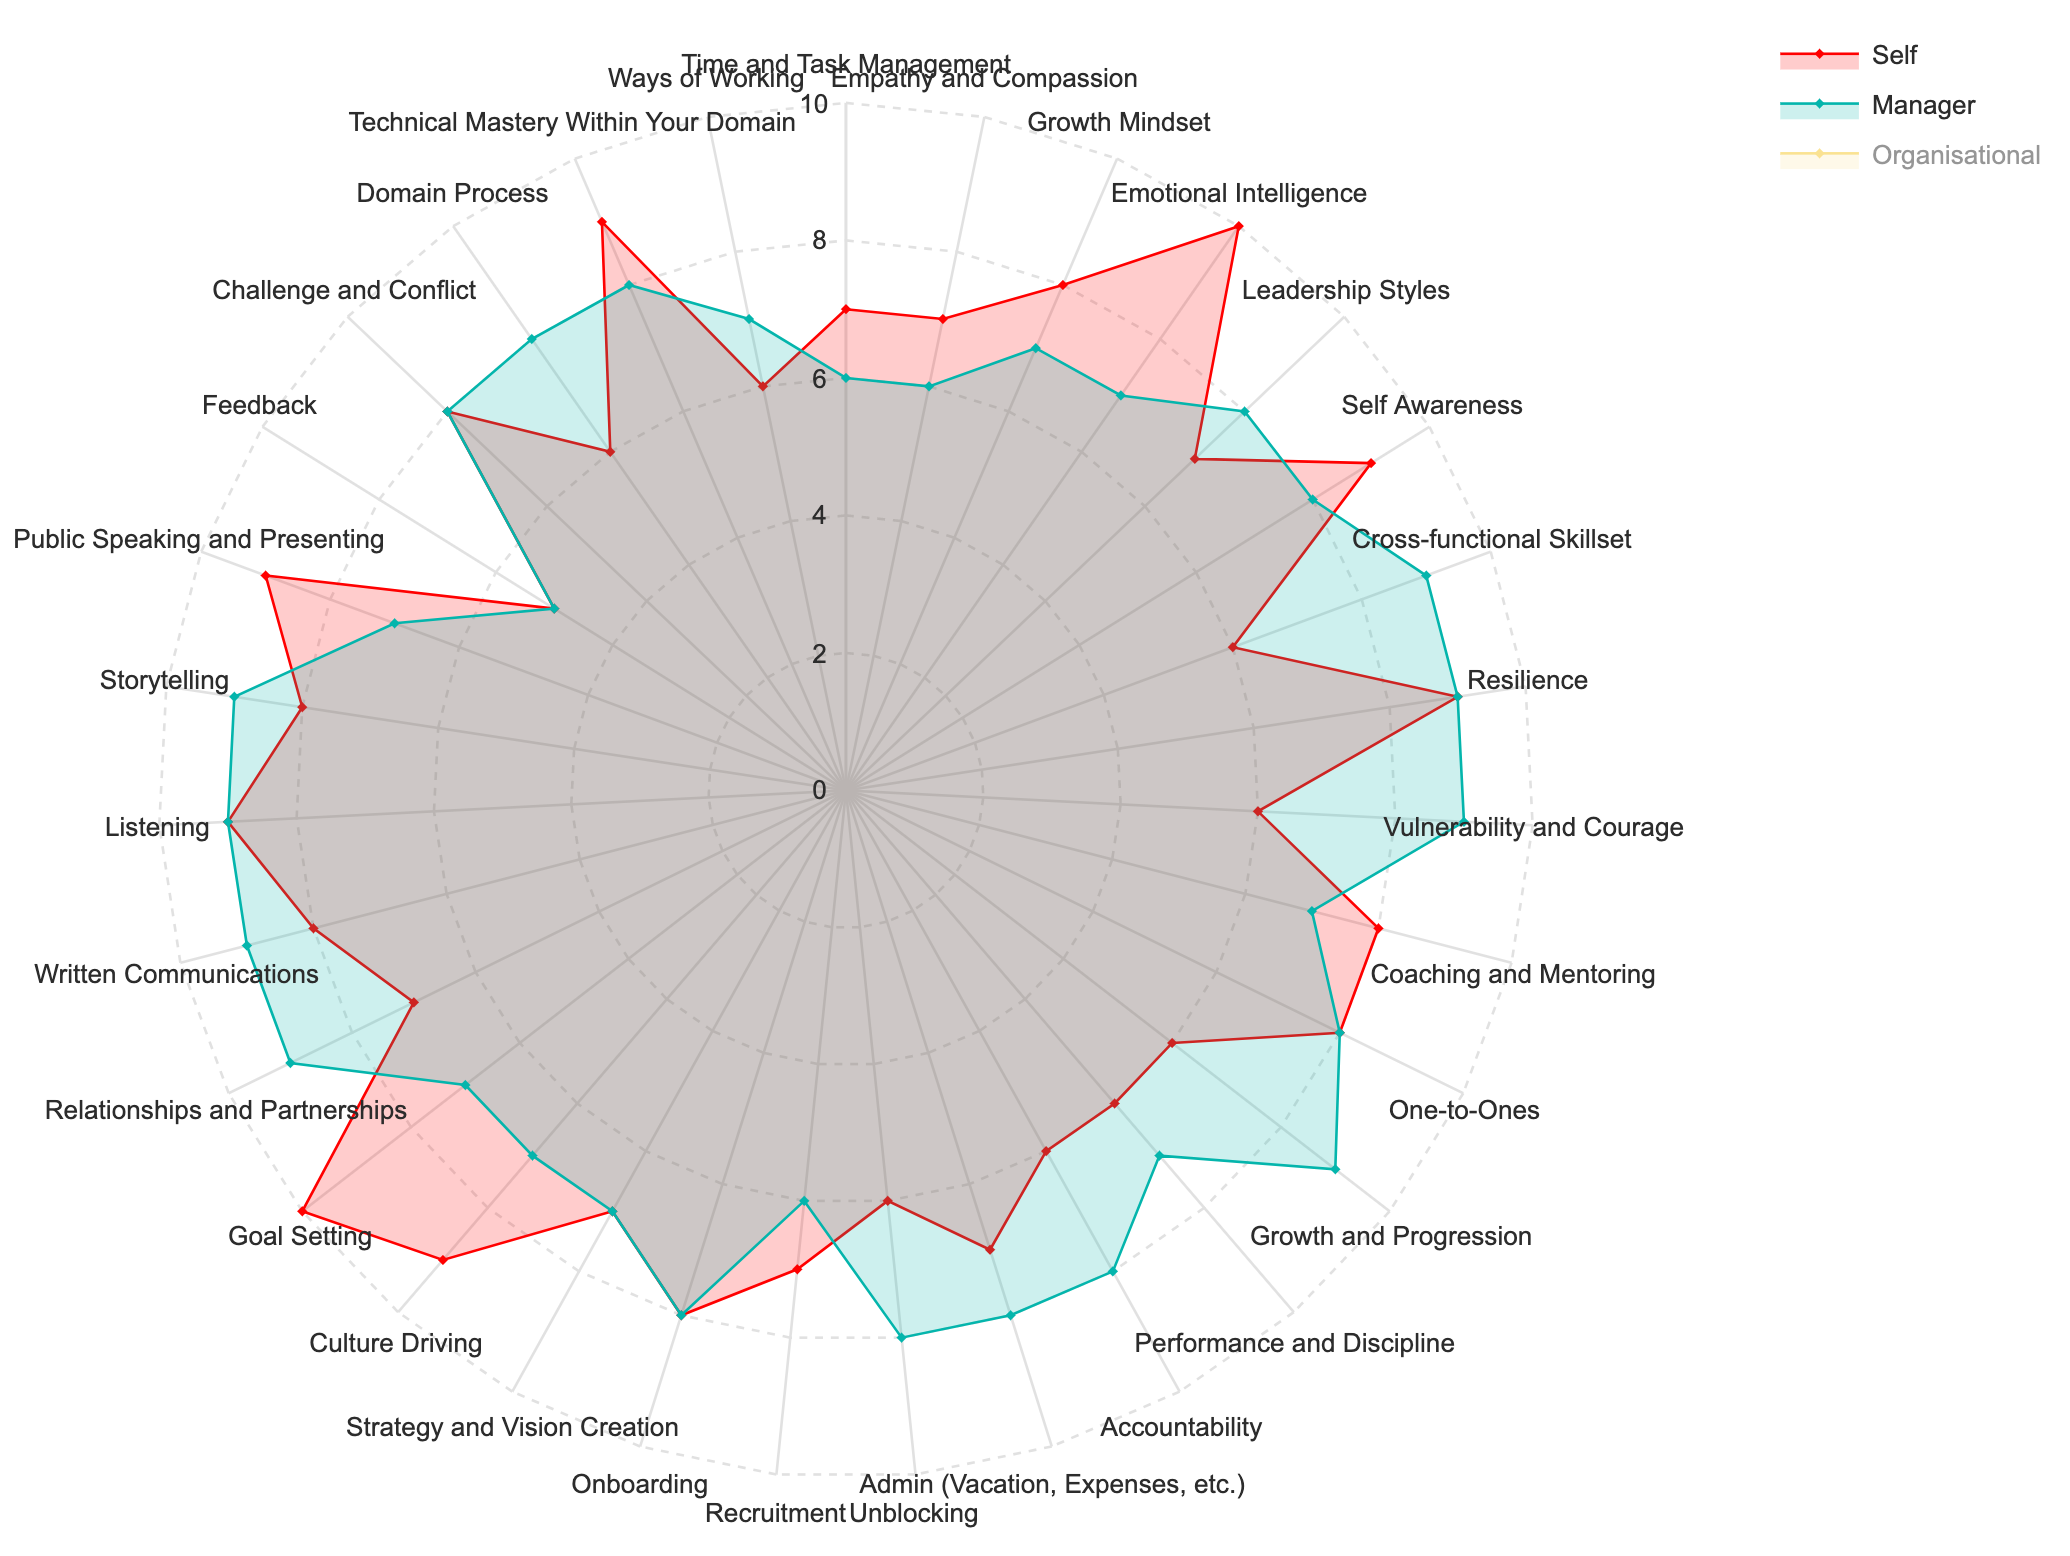 Self
Manager
Organisational
Time and Task Management
Ways of Working
Empathy and Compassion
10
Technical Mastery Within Your Domain
Growth Mindset
Domain Process
Emotional Intelligence
8
Challenge and Conflict
Leadership Styles
6
Feedback
Self Awareness
4
Public Speaking and Presenting
Cross-functional Skillset
2
Storytelling
Resilience
0
Listening
Vulnerability and Courage
Written Communications
Coaching and Mentoring
Relationships and Partnerships
One-to-Ones
Goal Setting
Growth and Progression
Culture Driving
Performance and Discipline
Strategy and Vision Creation
Accountability
Onboarding
Admin (Vacation, Expenses, etc.)
Recruitment
Unblocking